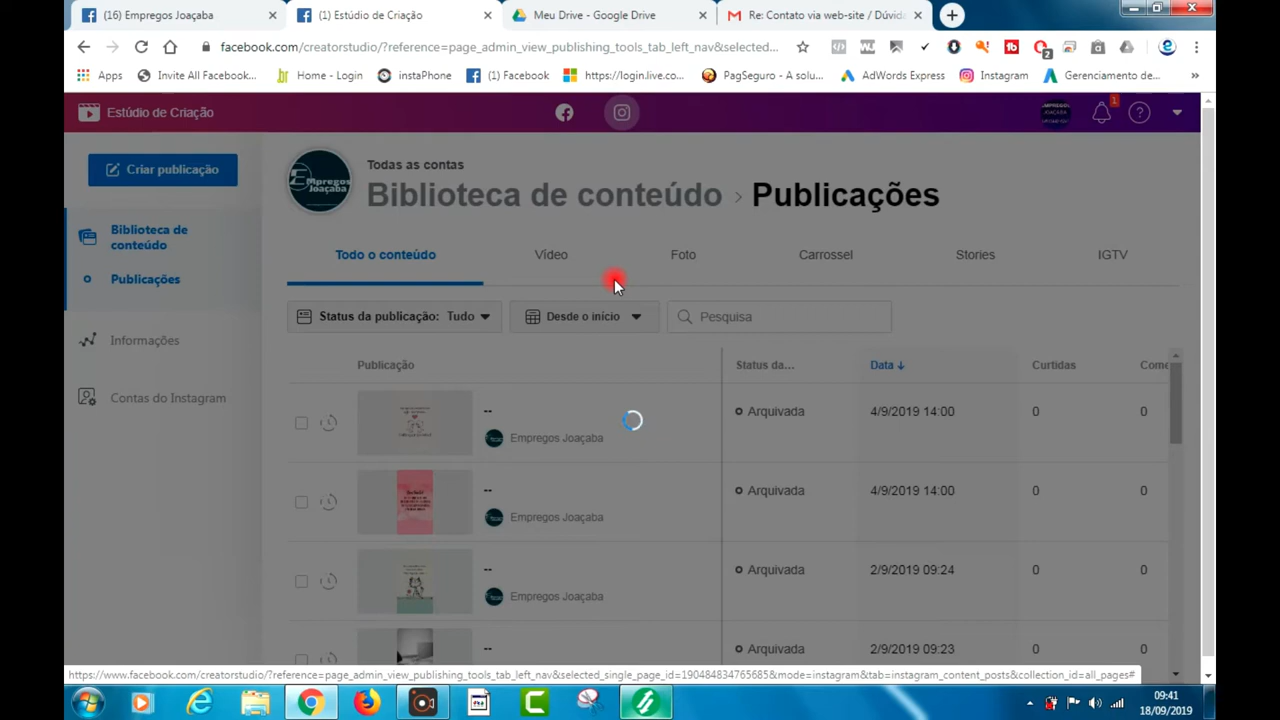 (16) Empregos Joaçaba
(1) Estúdio de Criação
Meu Drive - Google Drive
Re: Contato via web-site / Dúvida
facebook.com/creatorstudio/?reference=page_admin_view_publishing_tools_tab_left_nav&selected...
Apps
Invite All Facebook...
Home - Login
instaPhone
(1) Facebook
https://login.live.co...
PagSeguro - A solu...
AdWords Express
Instagram
Gerenciamento de...
»
Estúdio de Criação
1
Criar publicação
Todas as contas
Biblioteca de conteúdo > Publicações
Biblioteca de
conteúdo
Publicações
Informações
Contas do Instagram
Todo o conteúdo
Vídeo
Foto
Carrossel
Stories
IGTV
Status da publicação: Tudo
Desde o início
Pesquisa
Publicação
Status da...
Data ↓
Curtidas
Come
--
Arquivada
4/9/2019 14:00
0
0
Empregos Joaçaba
--
Arquivada
4/9/2019 14:00
0
0
Empregos Joaçaba
--
Arquivada
2/9/2019 09:24
0
0
Empregos Joaçaba
--
Arquivada
2/9/2019 09:23
0
0
https://www.facebook.com/creatorstudio/?reference=page_admin_view_publishing_tools_tab_left_nav&selected_single_page_id=190484834765685&mode=instagram&tab=instagram_content_posts&collection_id=all_pages#
09:41
18/09/2019